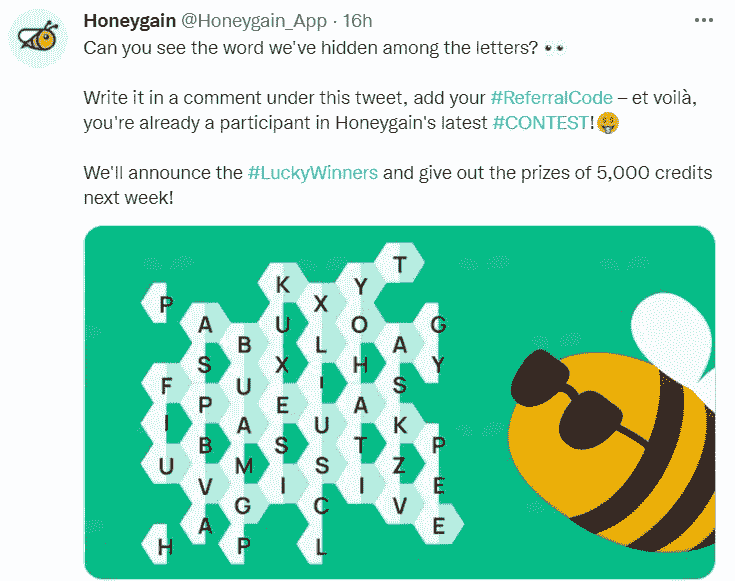 Honeygain @Honeygain_App · 16h
Can you see the word we've hidden among the letters? 👀
Write it in a comment under this tweet, add your #ReferralCode – et voilà,
you're already a participant in Honeygain's latest #CONTEST!🤑
We'll announce the #LuckyWinners and give out the prizes of 5,000 credits
next week!
T
K Y
P X
A U O G
B L A
S X H Y
F U I S
P E A
I A U K
B S T P
U M S Z
V I I E
G C V
A E
H P L